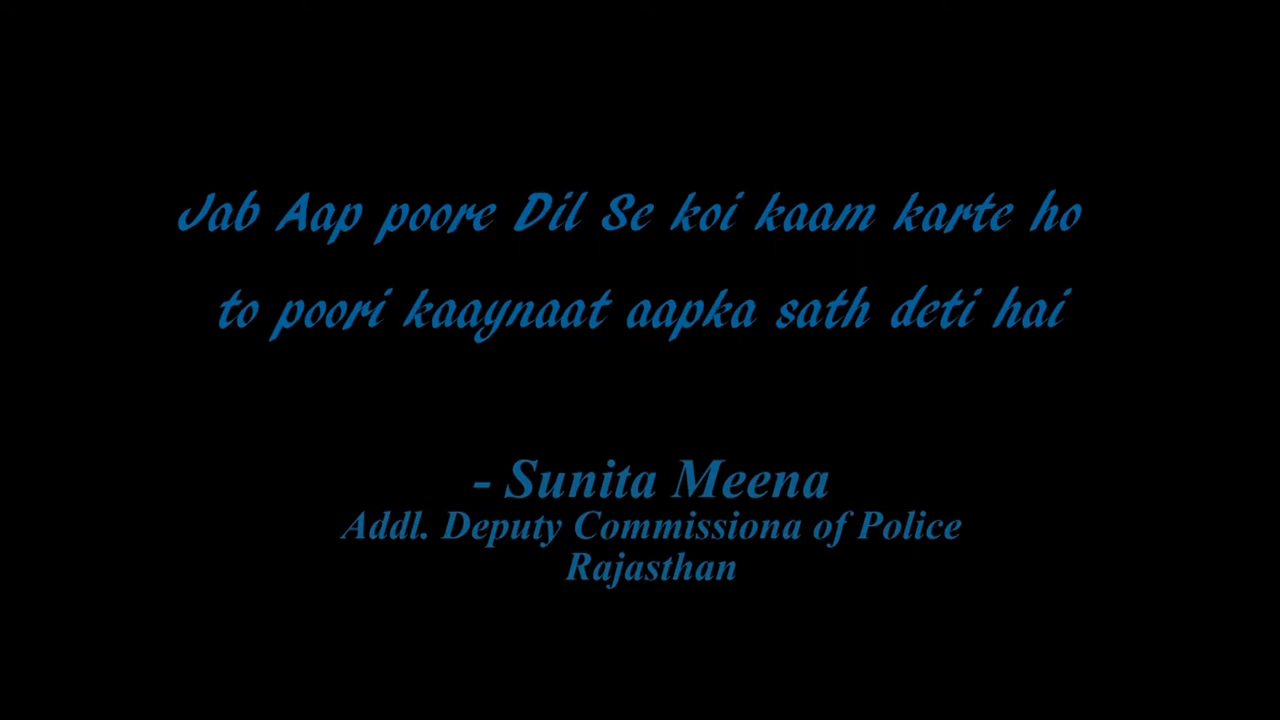 Jab Aap poore Dil Se koi kaam karte ho
to poori kaaynaat aapka sath deti hai
- Sunita Meena
Addl. Deputy Commissiona of Police
Rajasthan